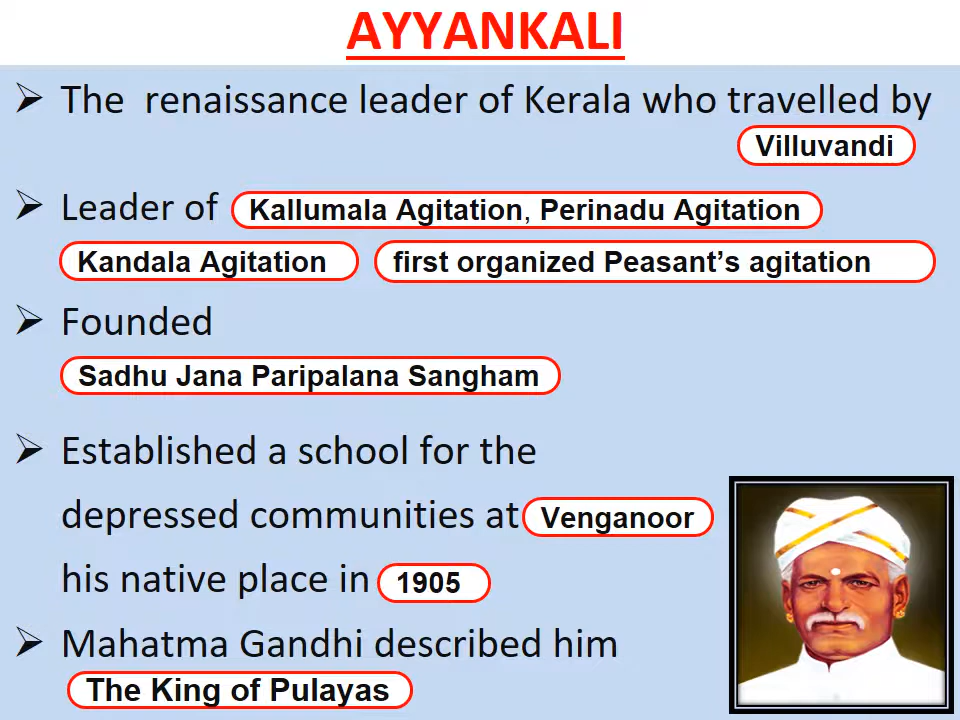 AYYANKALI
➢ The renaissance leader of Kerala who travelled by
Villuvandi
➢ Leader of Kallumala Agitation, Perinadu Agitation
Kandala Agitation first organized Peasant’s agitation
➢ Founded
Sadhu Jana Paripalana Sangham
➢ Established a school for the
depressed communities at Venganoor
his native place in 1905
➢ Mahatma Gandhi described him
The King of Pulayas